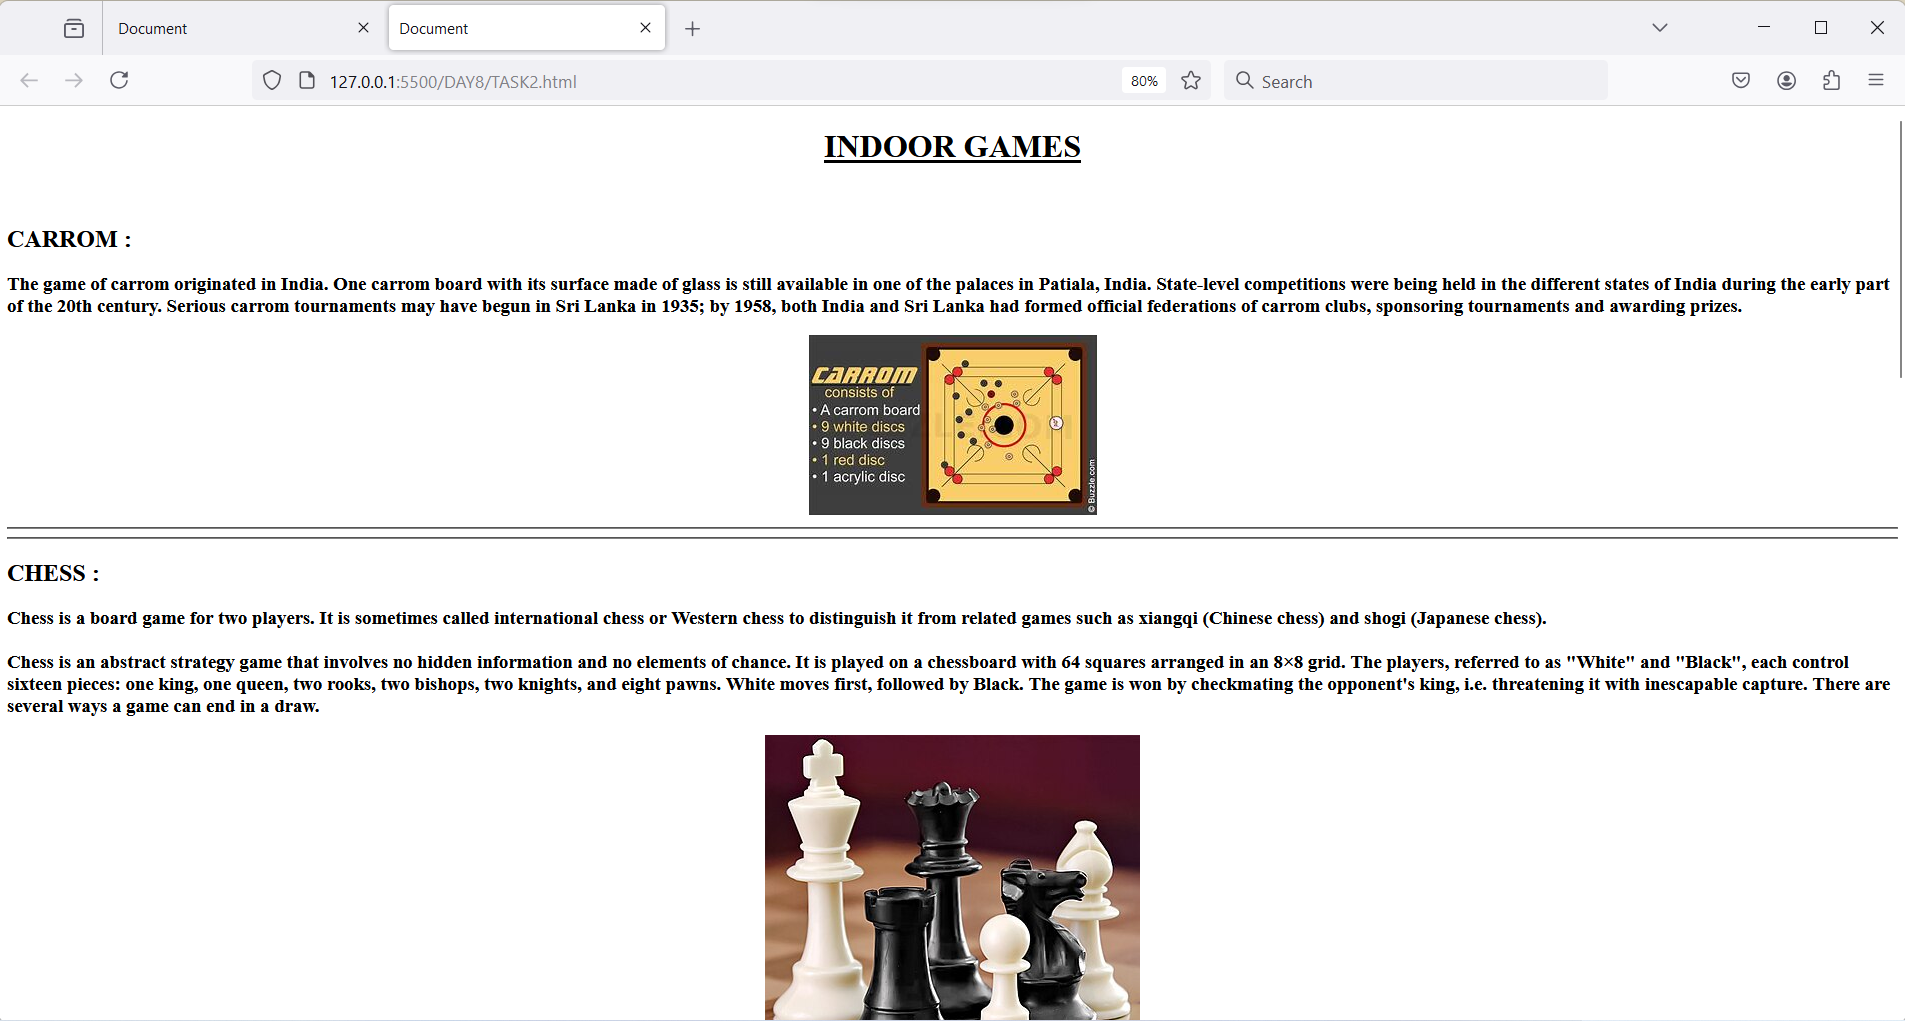 Document
Document
127.0.0.1:5500/DAY8/TASK2.html
80%
Search
INDOOR GAMES
CARROM :
The game of carrom originated in India. One carrom board with its surface made of glass is still available in one of the palaces in Patiala, India. State-level competitions were being held in the different states of India during the early part
of the 20th century. Serious carrom tournaments may have begun in Sri Lanka in 1935; by 1958, both India and Sri Lanka had formed official federations of carrom clubs, sponsoring tournaments and awarding prizes.
CARROM
consists of
• A carrom board
• 9 white discs
• 9 black discs
• 1 red disc
• 1 acrylic disc
© Buzzle.com
CHESS :
Chess is a board game for two players. It is sometimes called international chess or Western chess to distinguish it from related games such as xiangqi (Chinese chess) and shogi (Japanese chess).
Chess is an abstract strategy game that involves no hidden information and no elements of chance. It is played on a chessboard with 64 squares arranged in an 8×8 grid. The players, referred to as "White" and "Black", each control
sixteen pieces: one king, one queen, two rooks, two bishops, two knights, and eight pawns. White moves first, followed by Black. The game is won by checkmating the opponent's king, i.e. threatening it with inescapable capture. There are
several ways a game can end in a draw.